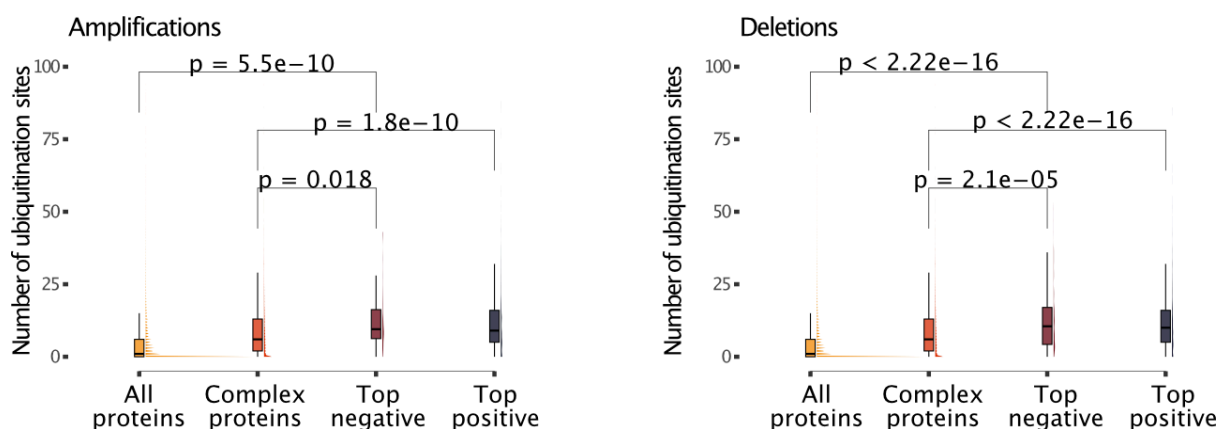 Amplifications
Number of ubiquitination sites
100
75
50
25
0
p = 5.5e−10
p = 1.8e−10
p = 0.018
All proteins
Complex proteins
Top negative
Top positive
Deletions
Number of ubiquitination sites
100
75
50
25
0
p < 2.22e−16
p < 2.22e−16
p = 2.1e−05
All proteins
Complex proteins
Top negative
Top positive